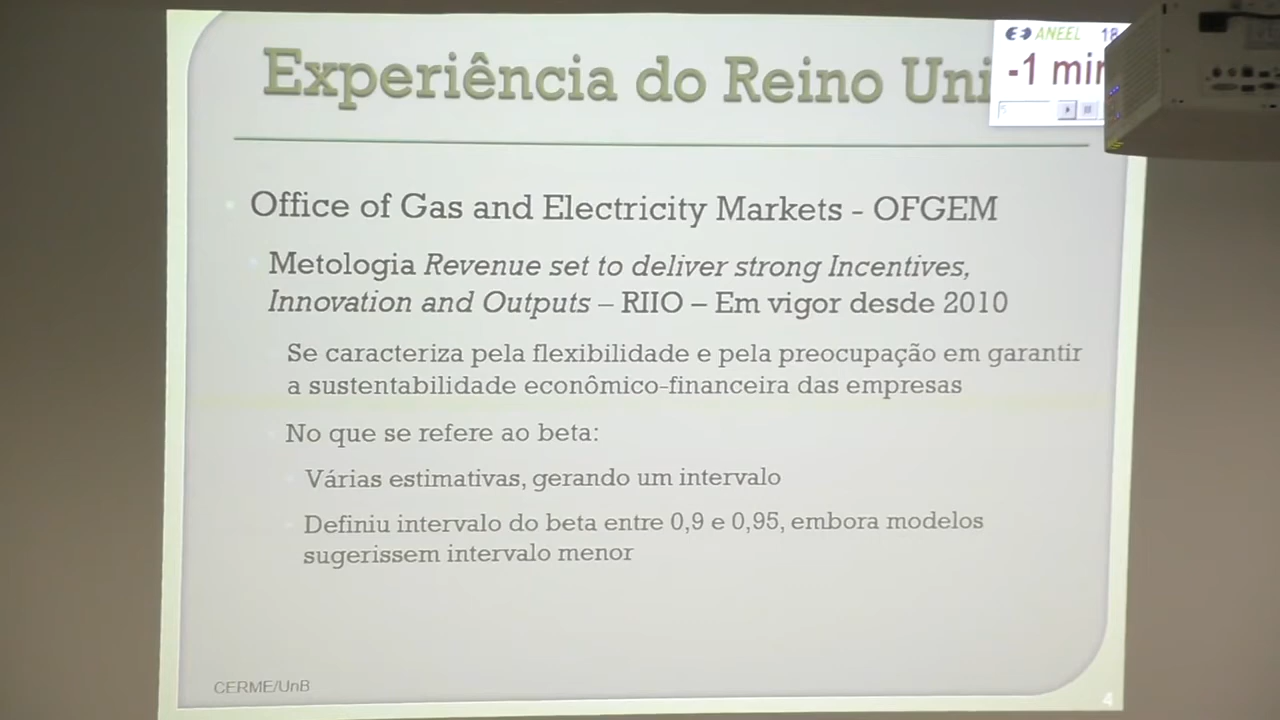 Experiência do Reino Uni
ANEEL 18
-1 min
Office of Gas and Electricity Markets - OFGEM
Metologia Revenue set to deliver strong Incentives,
Innovation and Outputs – RIIO – Em vigor desde 2010
Se caracteriza pela flexibilidade e pela preocupação em garantir
a sustentabilidade econômico-financeira das empresas
No que se refere ao beta:
Várias estimativas, gerando um intervalo
Definiu intervalo do beta entre 0,9 e 0,95, embora modelos
sugerissem intervalo menor
CERME/UnB
4